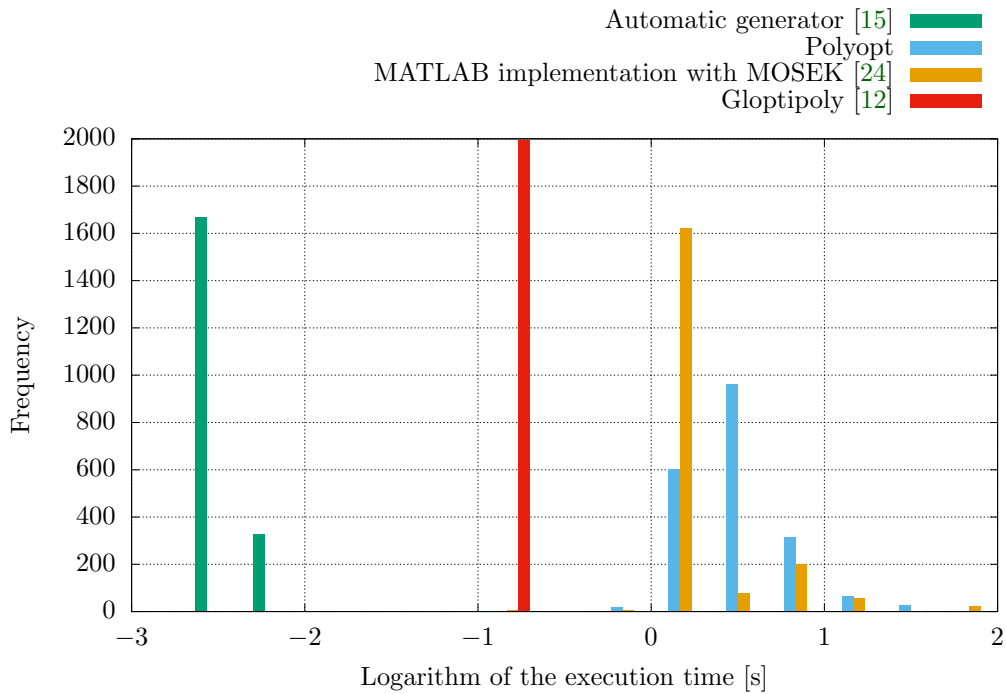 Automatic generator [15]
Polyopt
MATLAB implementation with MOSEK [24]
Gloptipoly [12]
2000
1800
1600
1400
1200
1000
800
600
400
200
0
−3 −2 −1 0 1 2
Frequency
Logarithm of the execution time [s]